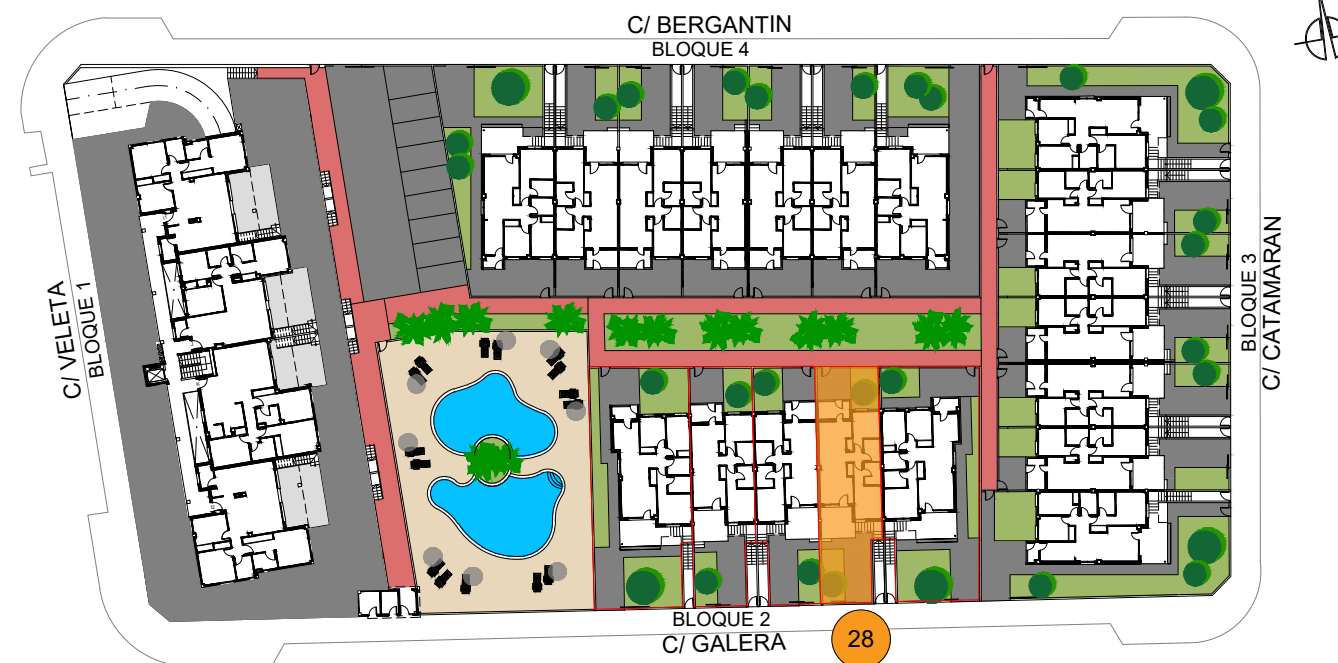 C/ BERGANTIN
BLOQUE 4
C/ VELETA
BLOQUE 1
BLOQUE 3
C/ CATAMARAN
BLOQUE 2
C/ GALERA
28